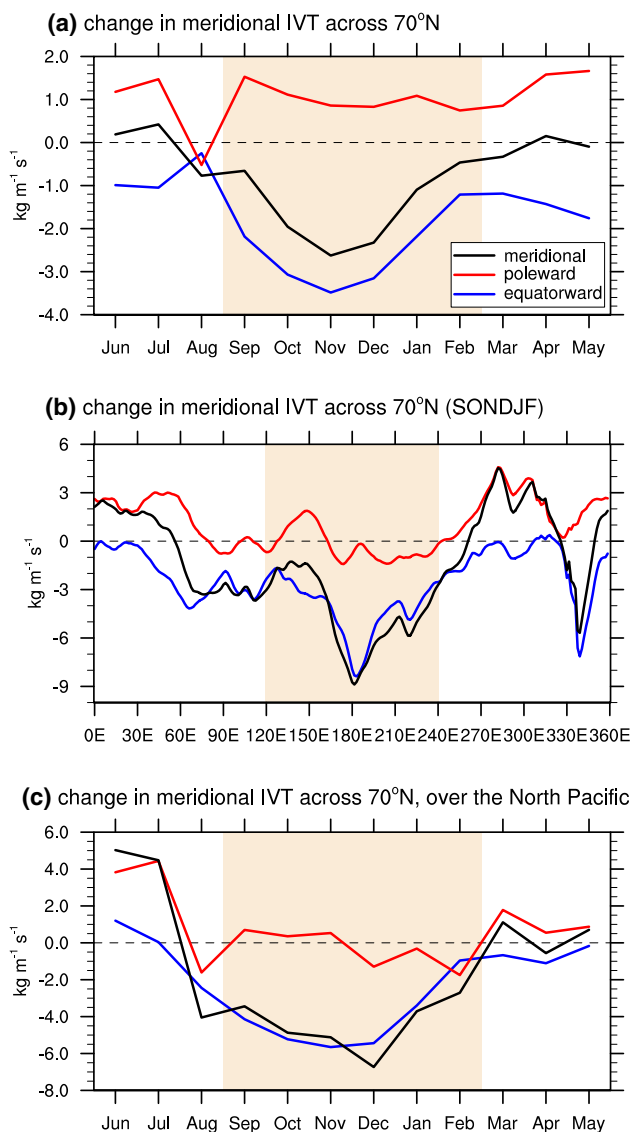 (a) change in meridional IVT across 70°N
kg m⁻¹ s⁻¹
2.0
1.0
0.0
-1.0
-2.0
-3.0
-4.0
meridional
poleward
equatorward
Jun Jul Aug Sep Oct Nov Dec Jan Feb Mar Apr May
(b) change in meridional IVT across 70°N (SONDJF)
kg m⁻¹ s⁻¹
6
3
0
-3
-6
-9
0E 30E 60E 90E 120E 150E 180E 210E 240E 270E 300E 330E 360E
(c) change in meridional IVT across 70°N, over the North Pacific
kg m⁻¹ s⁻¹
6.0
4.0
2.0
0.0
-2.0
-4.0
-6.0
-8.0
Jun Jul Aug Sep Oct Nov Dec Jan Feb Mar Apr May